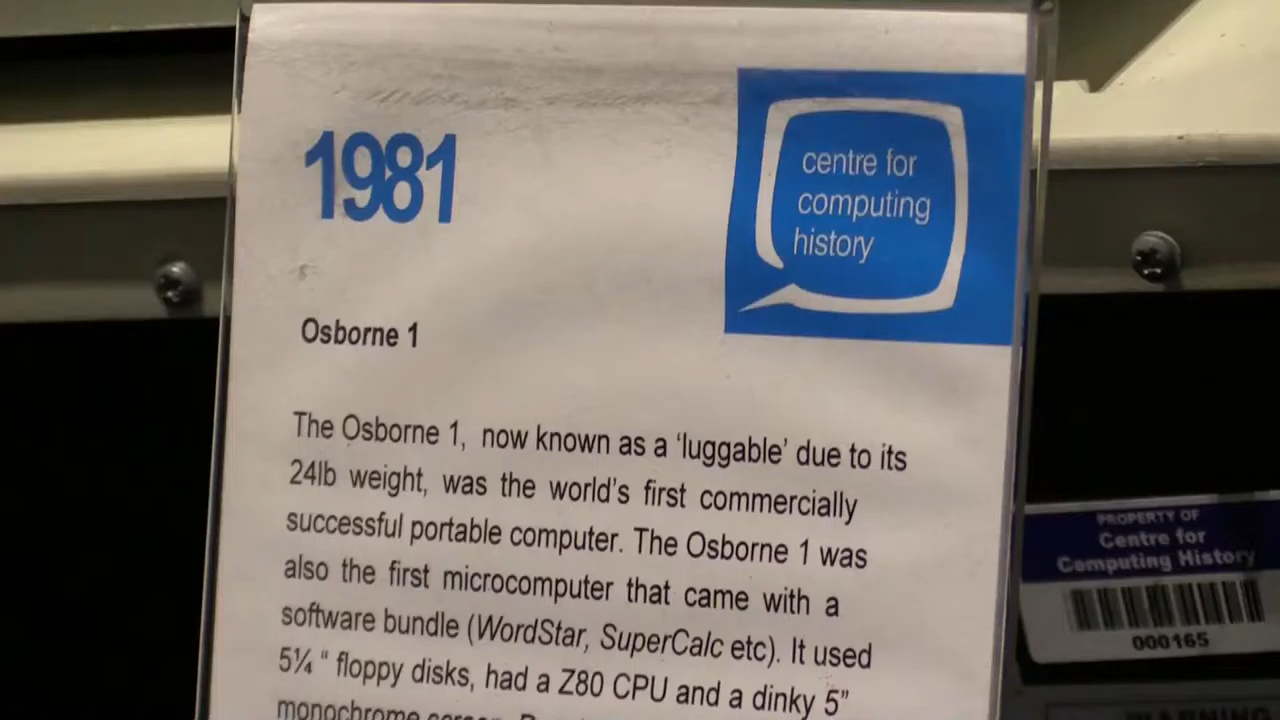 1981
centre for
computing
history
Osborne 1
The Osborne 1, now known as a ‘luggable’ due to its
24lb weight, was the world’s first commercially
successful portable computer. The Osborne 1 was
also the first microcomputer that came with a
software bundle (WordStar, SuperCalc etc). It used
5¼ “ floppy disks, had a Z80 CPU and a dinky 5”
monochrome screen.
PROPERTY OF
Centre for
Computing History
000165
WARNING